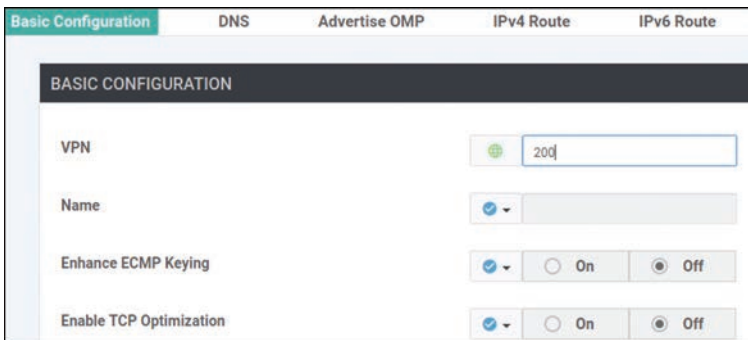 Basic Configuration DNS Advertise OMP IPv4 Route IPv6 Route
BASIC CONFIGURATION
VPN 200
Name
Enhance ECMP Keying On Off
Enable TCP Optimization On Off